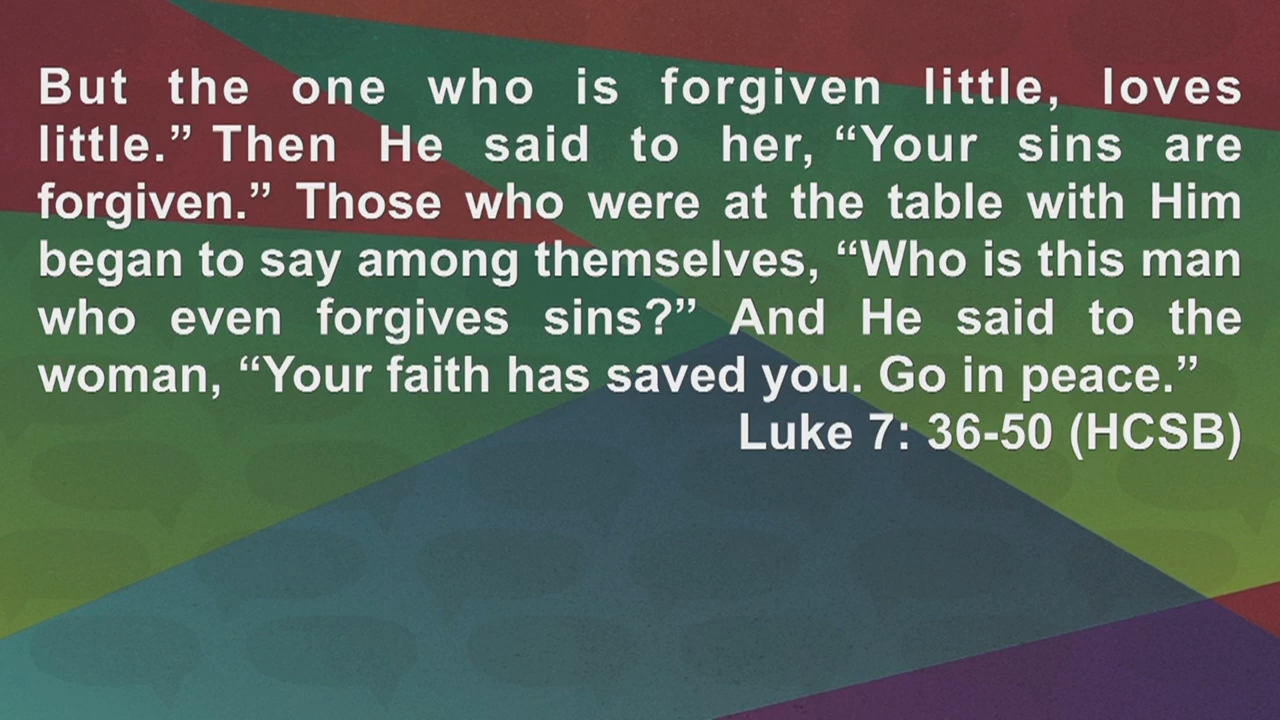 But the one who is forgiven little, loves
little.” Then He said to her, “Your sins are
forgiven.” Those who were at the table with Him
began to say among themselves, “Who is this man
who even forgives sins?” And He said to the
woman, “Your faith has saved you. Go in peace.”
Luke 7: 36-50 (HCSB)